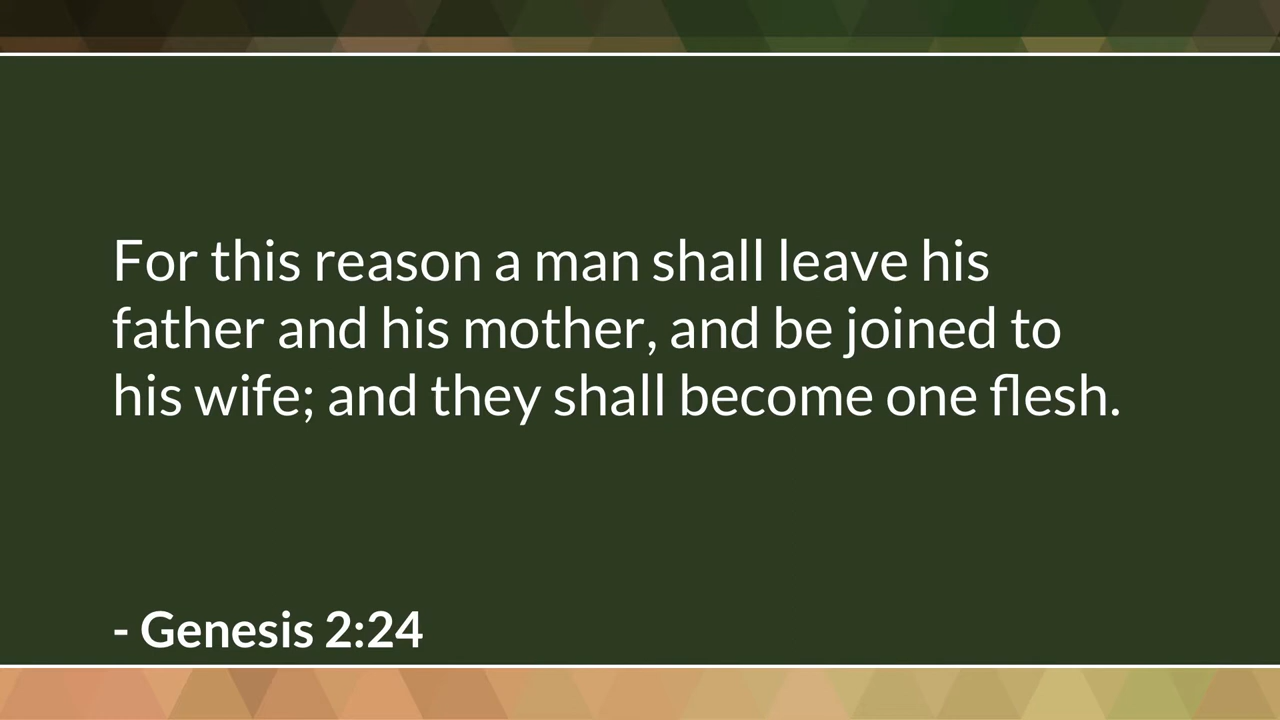 For this reason a man shall leave his
father and his mother, and be joined to
his wife; and they shall become one flesh.
- Genesis 2:24